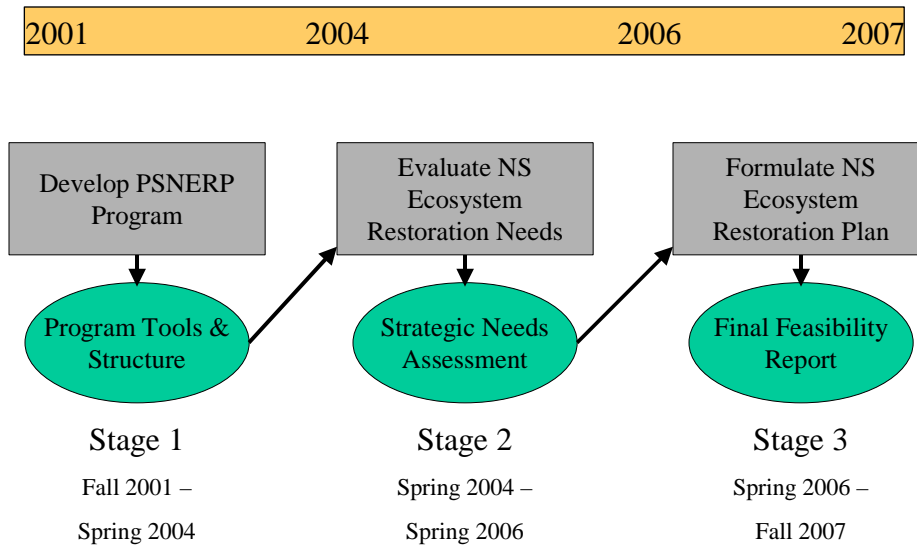 2001 2004 2006 2007
Develop PSNERP
Program
Evaluate NS
Ecosystem
Restoration Needs
Formulate NS
Ecosystem
Restoration Plan
Program Tools &
Structure
Strategic Needs
Assessment
Final Feasibility
Report
Stage 1
Fall 2001 –
Spring 2004
Stage 2
Spring 2004 –
Spring 2006
Stage 3
Spring 2006 –
Fall 2007